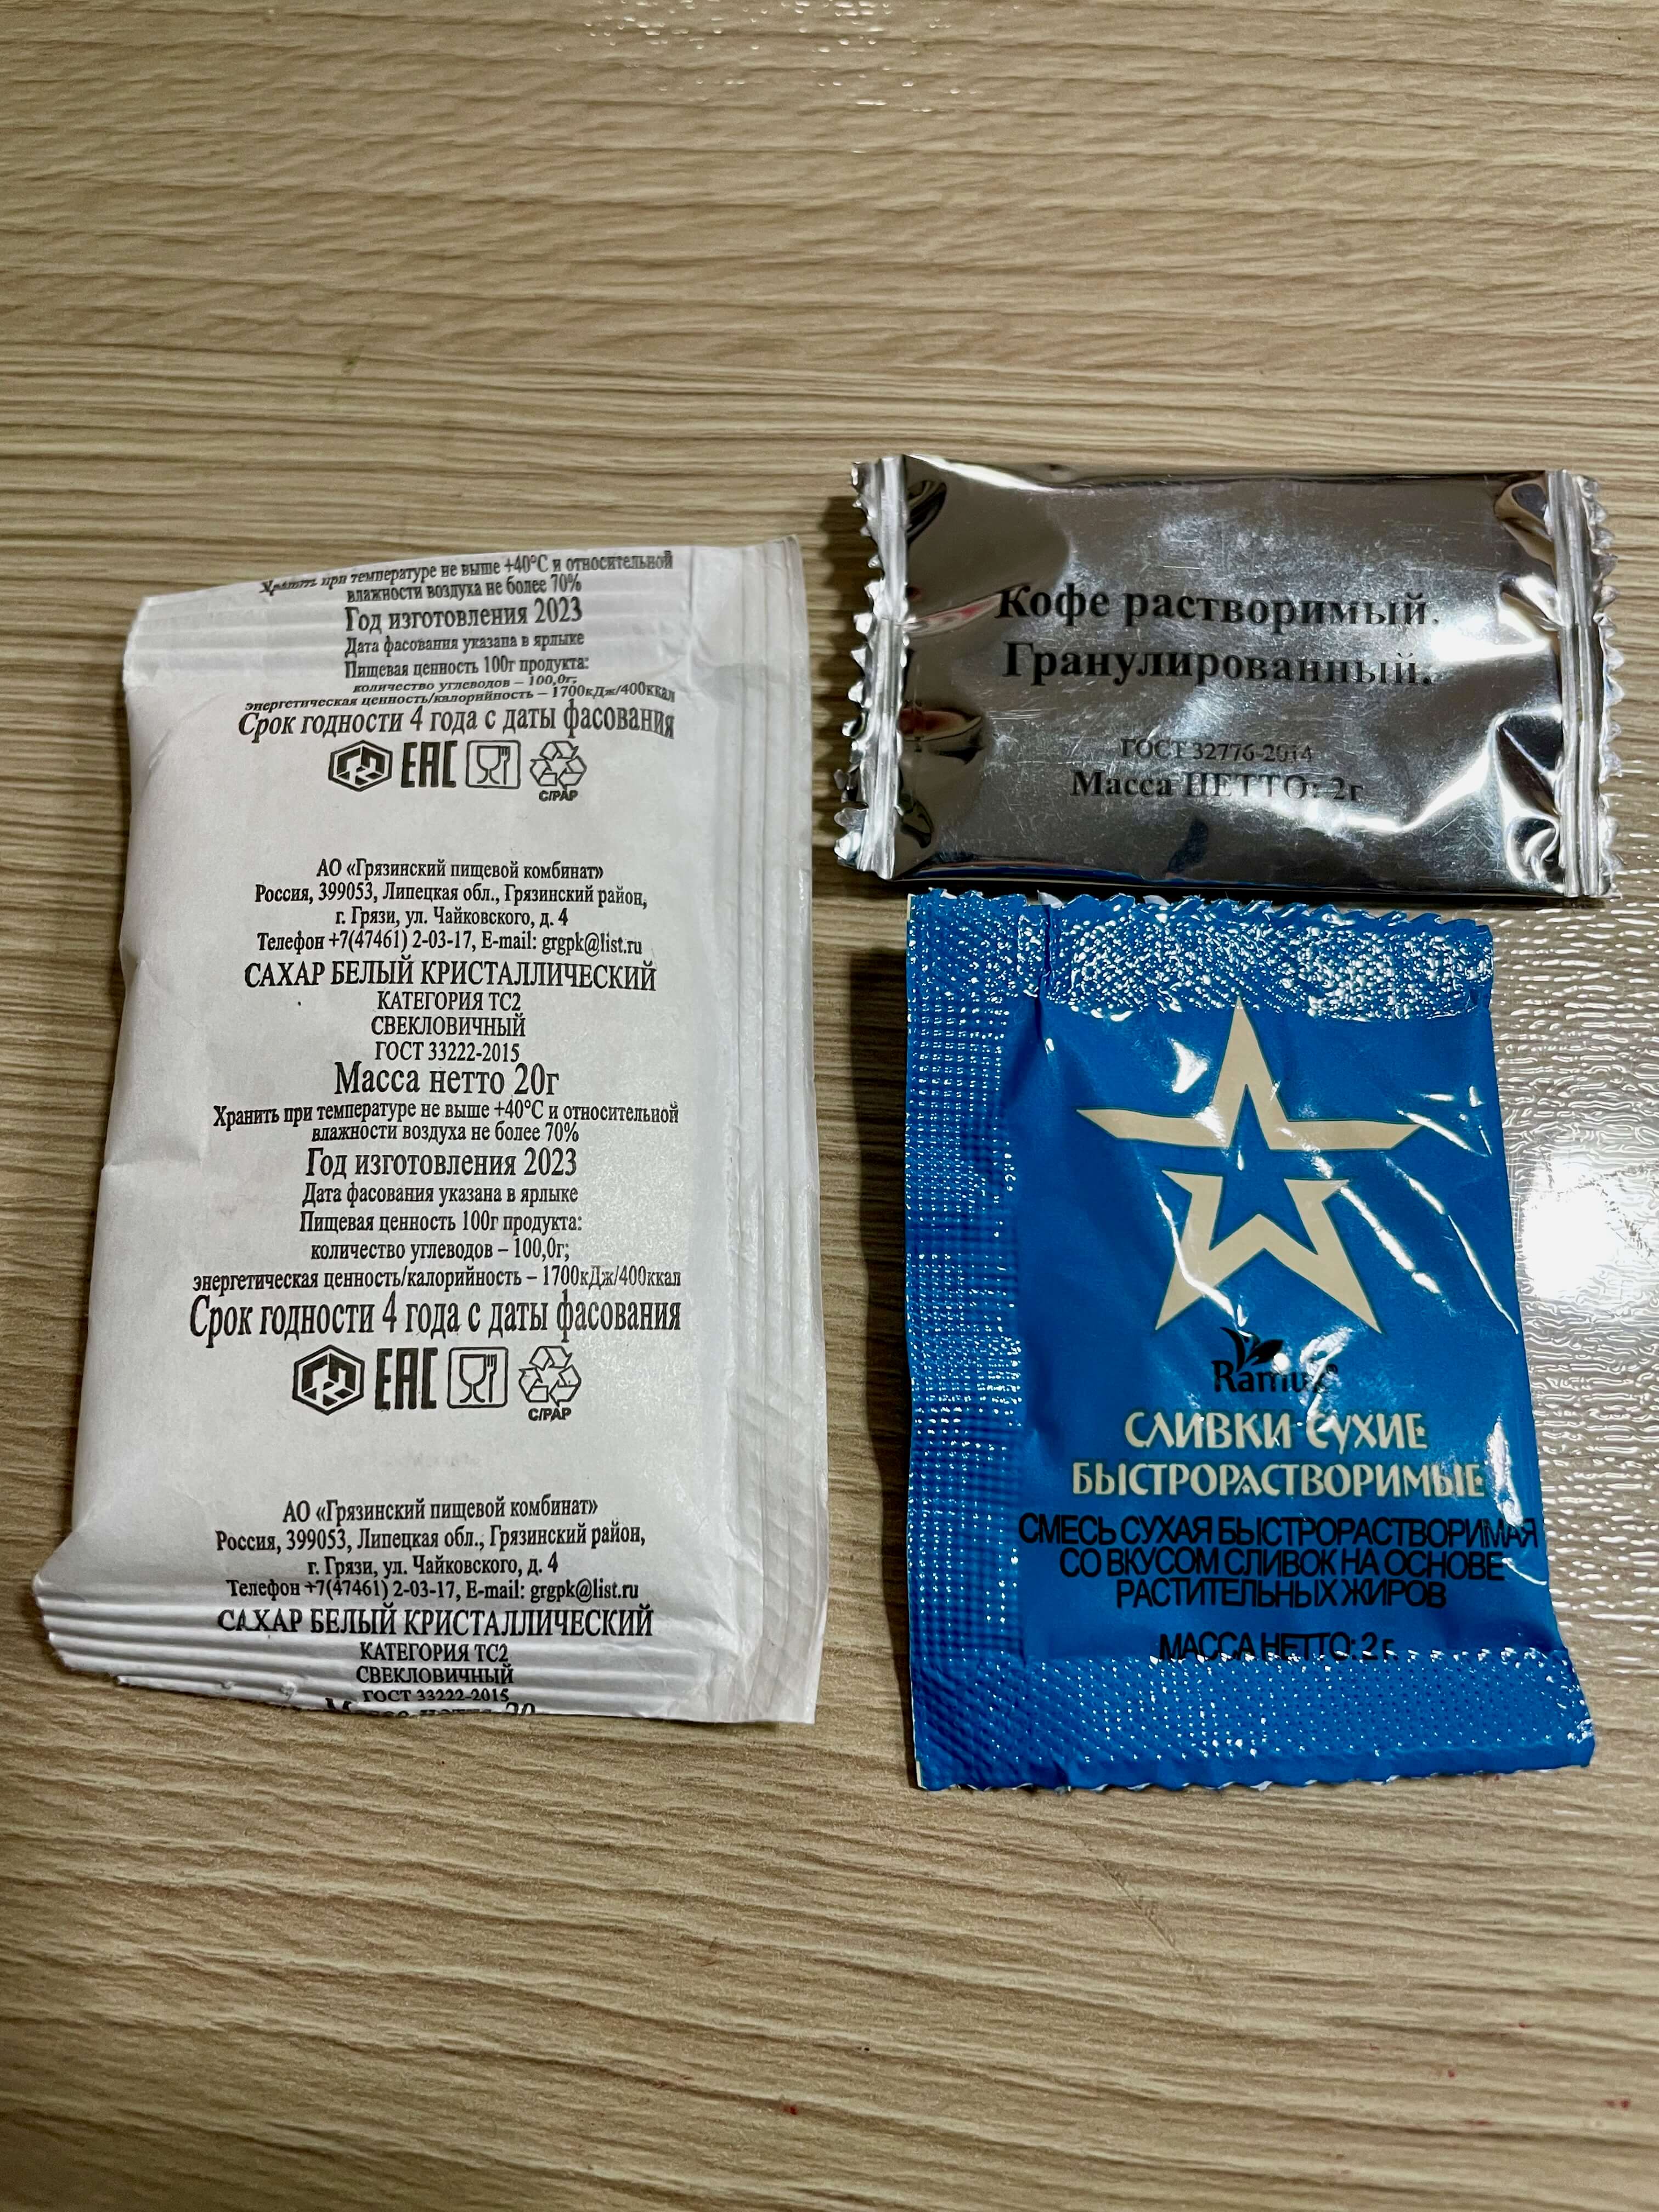 Хранить при температуре не выше +40°С и относительной
влажности воздуха не более 70%
Год изготовления 2023
Дата фасования указана в ярлыке
Пищевая ценность 100г продукта:
количество углеводов – 100,0г;
энергетическая ценность/калорийность – 1700кДж/400ккал
Срок годности 4 года с даты фасования
ЕАС
C/PAP
АО «Грязинский пищевой комбинат»
Россия, 399053, Липецкая обл., Грязинский район,
г. Грязи, ул. Чайковского, д. 4
Телефон +7(47461) 2-03-17, E-mail: grgpk@list.ru
САХАР БЕЛЫЙ КРИСТАЛЛИЧЕСКИЙ
КАТЕГОРИЯ ТС2
СВЕКЛОВИЧНЫЙ
ГОСТ 33222-2015
Масса нетто 20г
Хранить при температуре не выше +40°С и относительной
влажности воздуха не более 70%
Год изготовления 2023
Дата фасования указана в ярлыке
Пищевая ценность 100г продукта:
количество углеводов – 100,0г;
энергетическая ценность/калорийность – 1700кДж/400ккал
Срок годности 4 года с даты фасования
ЕАС
C/PAP
АО «Грязинский пищевой комбинат»
Россия, 399053, Липецкая обл., Грязинский район,
г. Грязи, ул. Чайковского, д. 4
Телефон +7(47461) 2-03-17, E-mail: grgpk@list.ru
САХАР БЕЛЫЙ КРИСТАЛЛИЧЕСКИЙ
КАТЕГОРИЯ ТС2
СВЕКЛОВИЧНЫЙ
ГОСТ 33222-2015
Масса нетто 20
Кофе растворимый.
Гранулированный.
ГОСТ 32776-2014
Масса НЕТТО: 2г
СЛИВКИ СУХИЕ
БЫСТРОРАСТВОРИМЫЕ
СМЕСЬ СУХАЯ БЫСТРОРАСТВОРИМАЯ
СО ВКУСОМ СЛИВОК НА ОСНОВЕ
РАСТИТЕЛЬНЫХ ЖИРОВ
МАССА НЕТТО: 2 г.